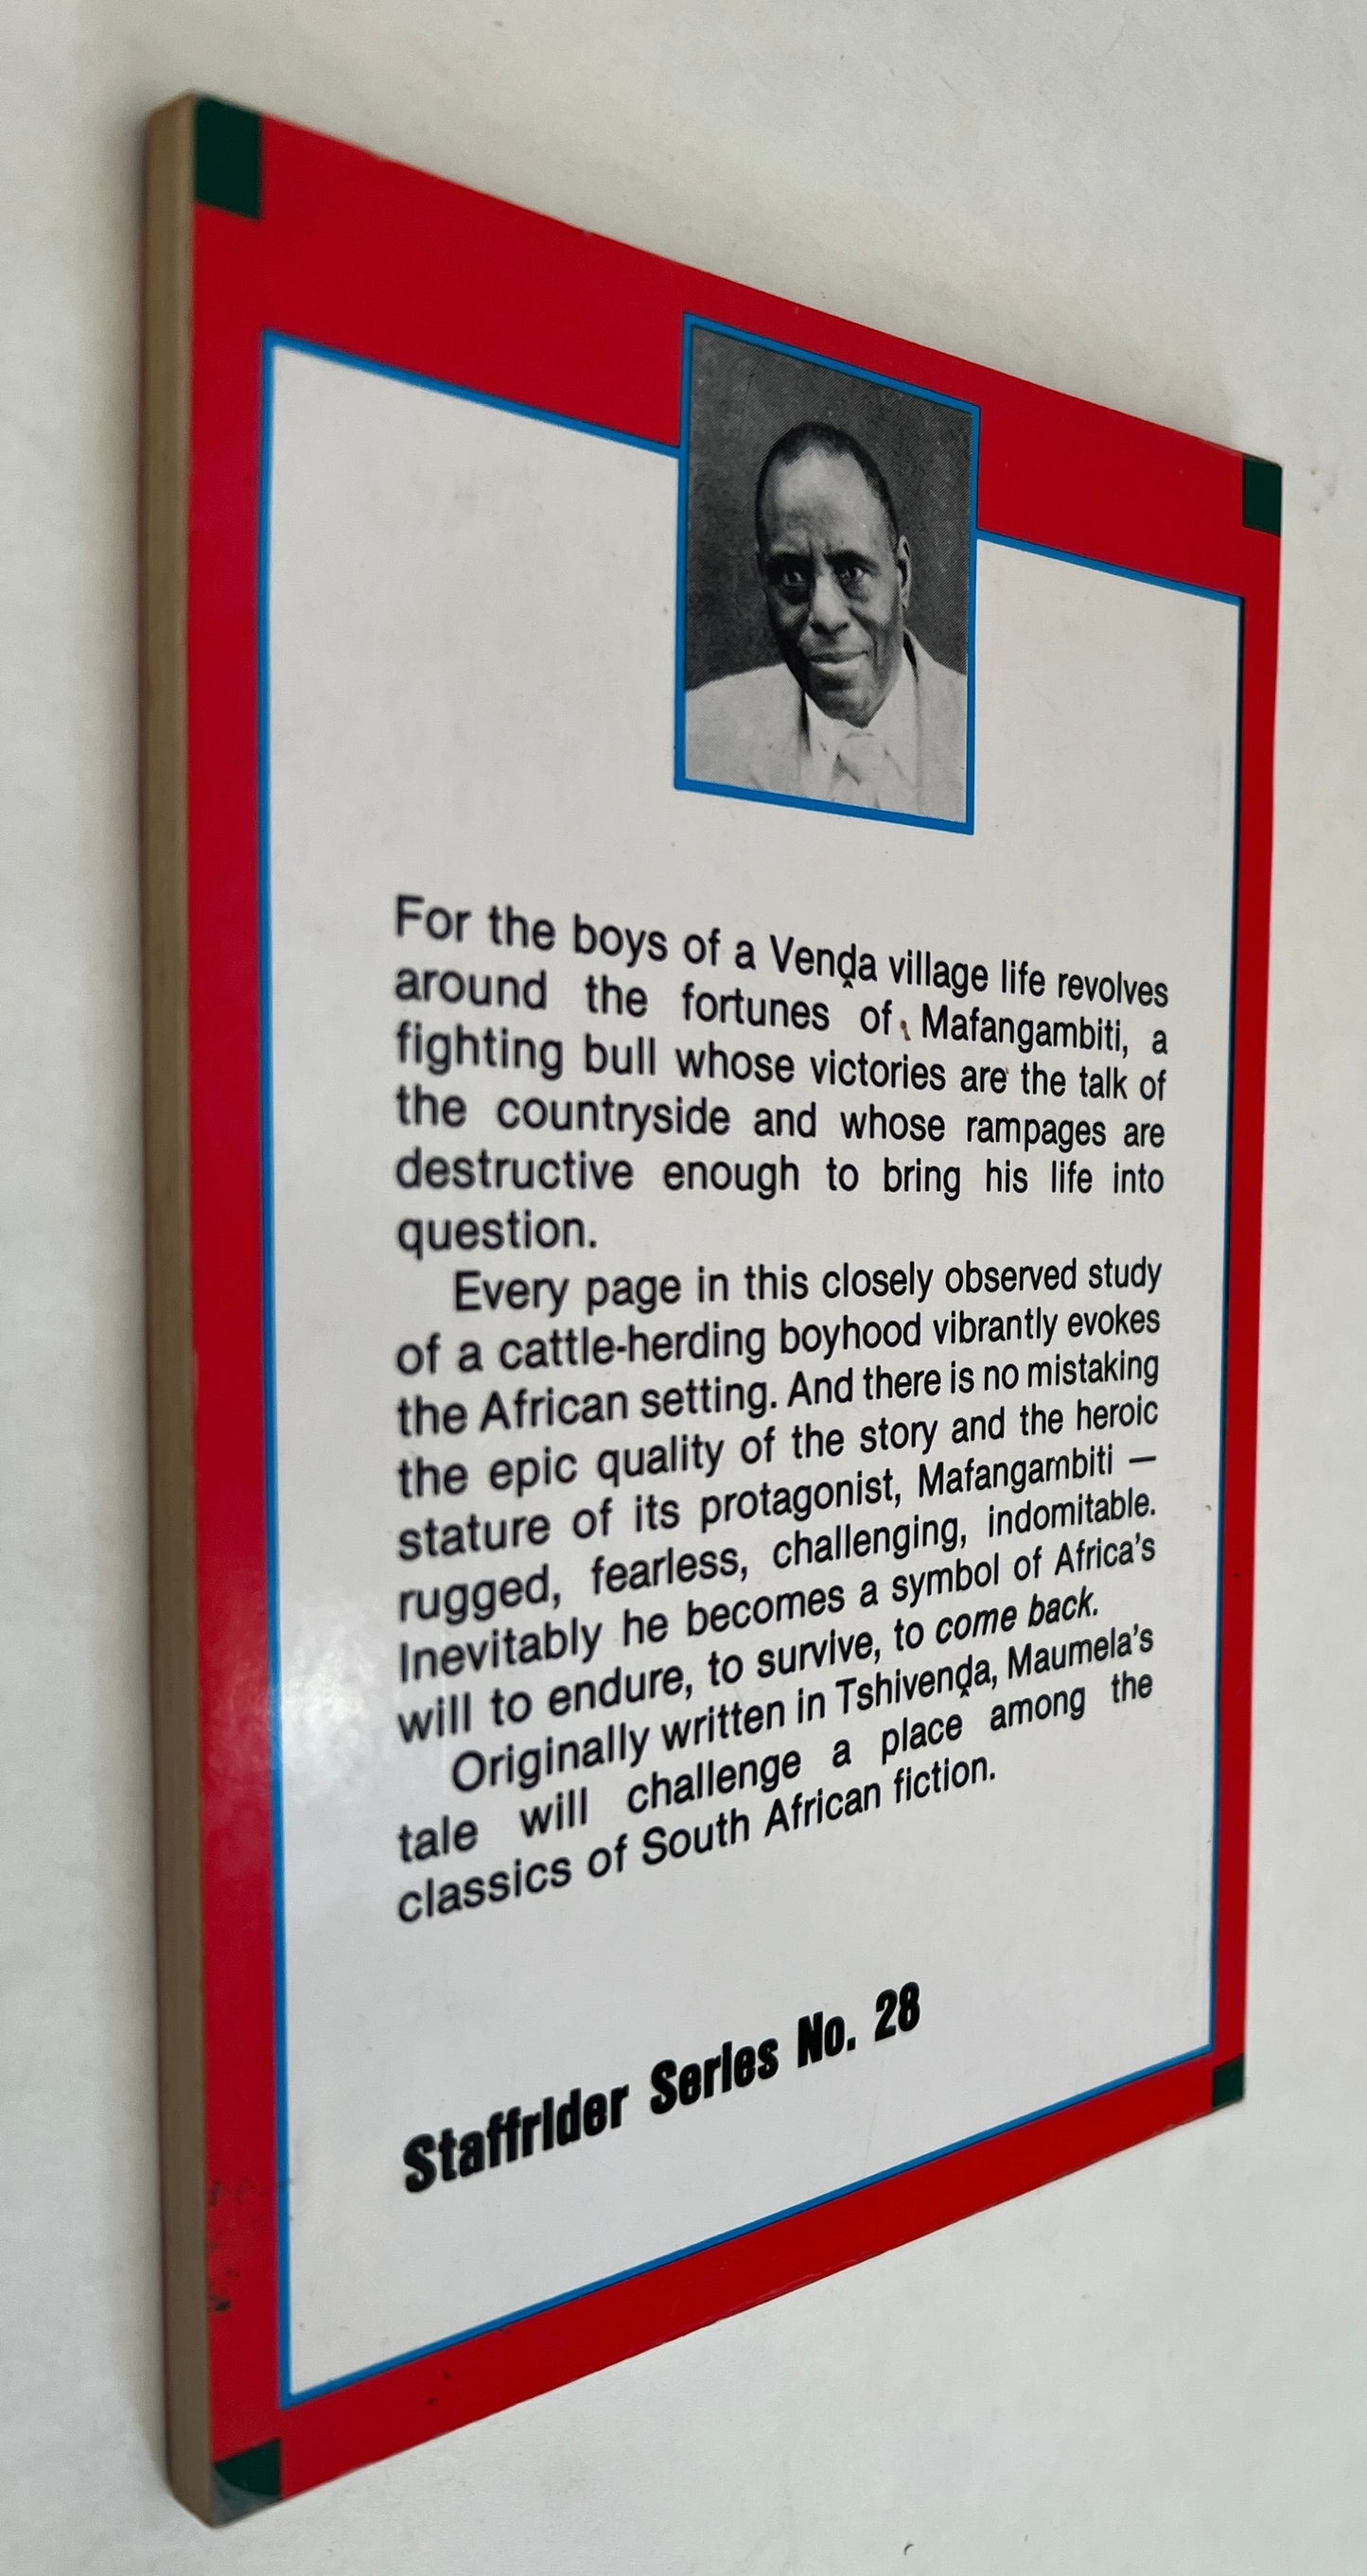 For the boys of a Venḓa village life revolves
around the fortunes of Mafangambiti, a
fighting bull whose victories are the talk of
the countryside and whose rampages are
destructive enough to bring his life into
question.
Every page in this closely observed study
of a cattle-herding boyhood vibrantly evokes
the African setting. And there is no mistaking
the epic quality of the story and the heroic
stature of its protagonist, Mafangambiti —
rugged, fearless, challenging, indomitable.
Inevitably he becomes a symbol of Africa's
will to endure, to survive, to come back.
Originally written in Tshivenḓa, Maumela's
tale will challenge a place among the
classics of South African fiction.
Staffrider Series No. 28